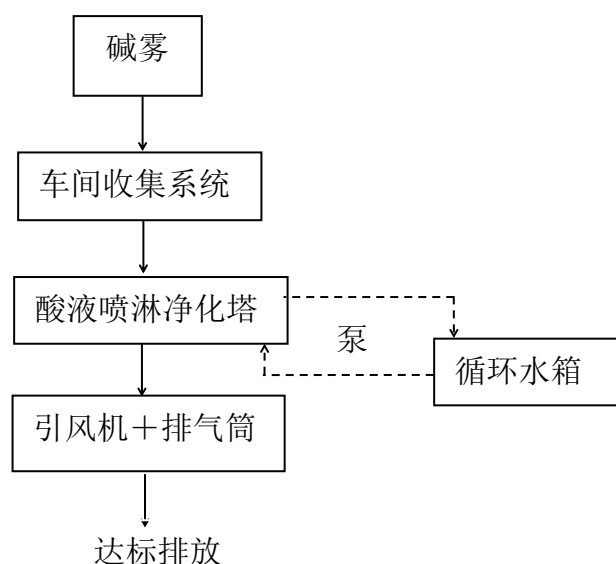 碱雾
车间收集系统
酸液喷淋净化塔
泵
循环水箱
引风机＋排气筒
达标排放